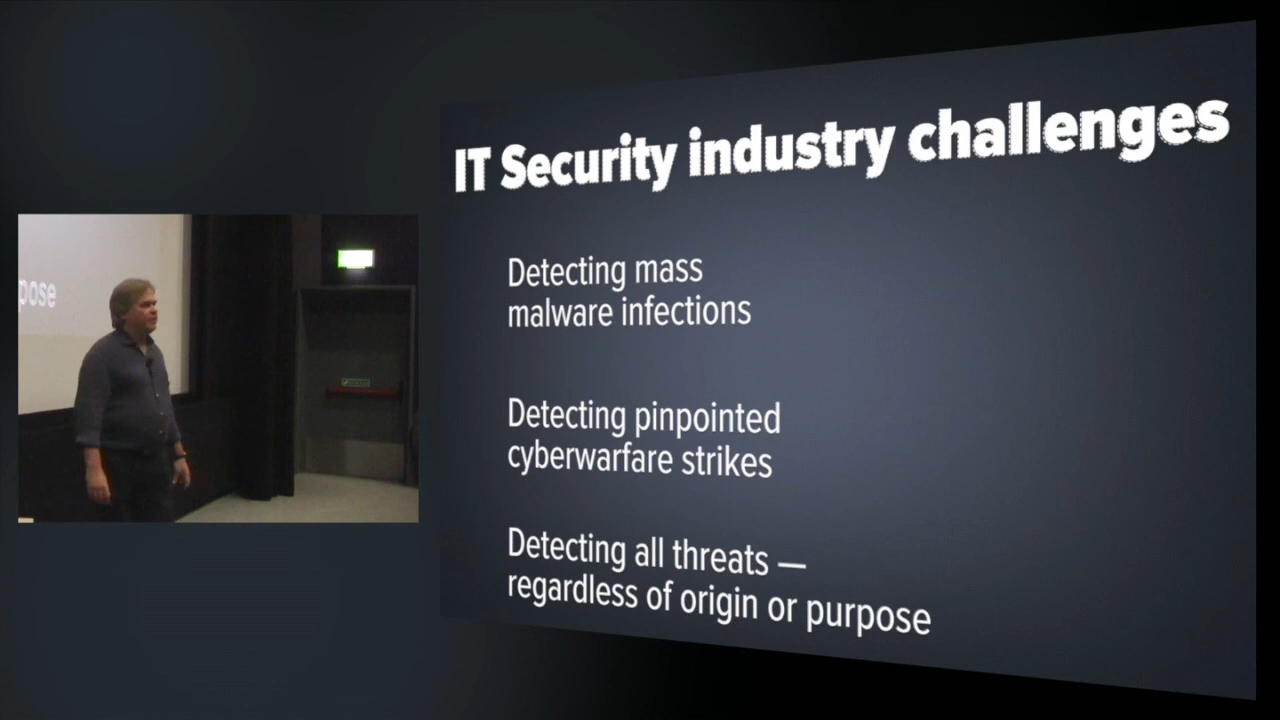 IT Security industry challenges
Detecting mass
malware infections
Detecting pinpointed
cyberwarfare strikes
Detecting all threats —
regardless of origin or purpose
pose